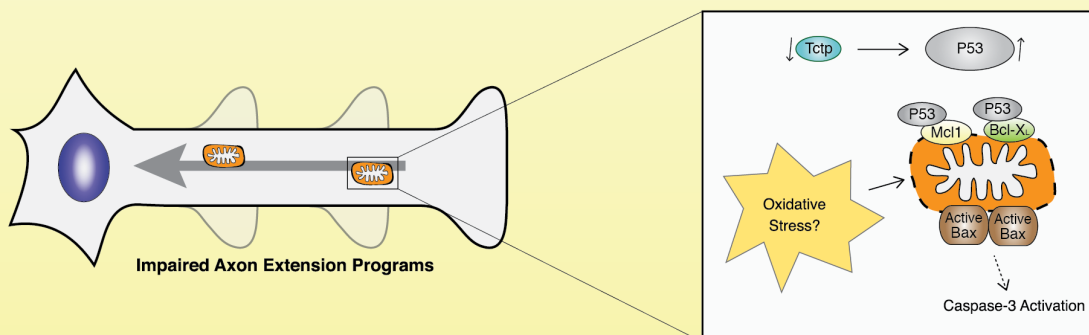 Tctp
P53
P53
P53
Mcl1
Bcl-XL
Oxidative
Stress?
Active
Bax
Active
Bax
Impaired Axon Extension Programs
Caspase-3 Activation